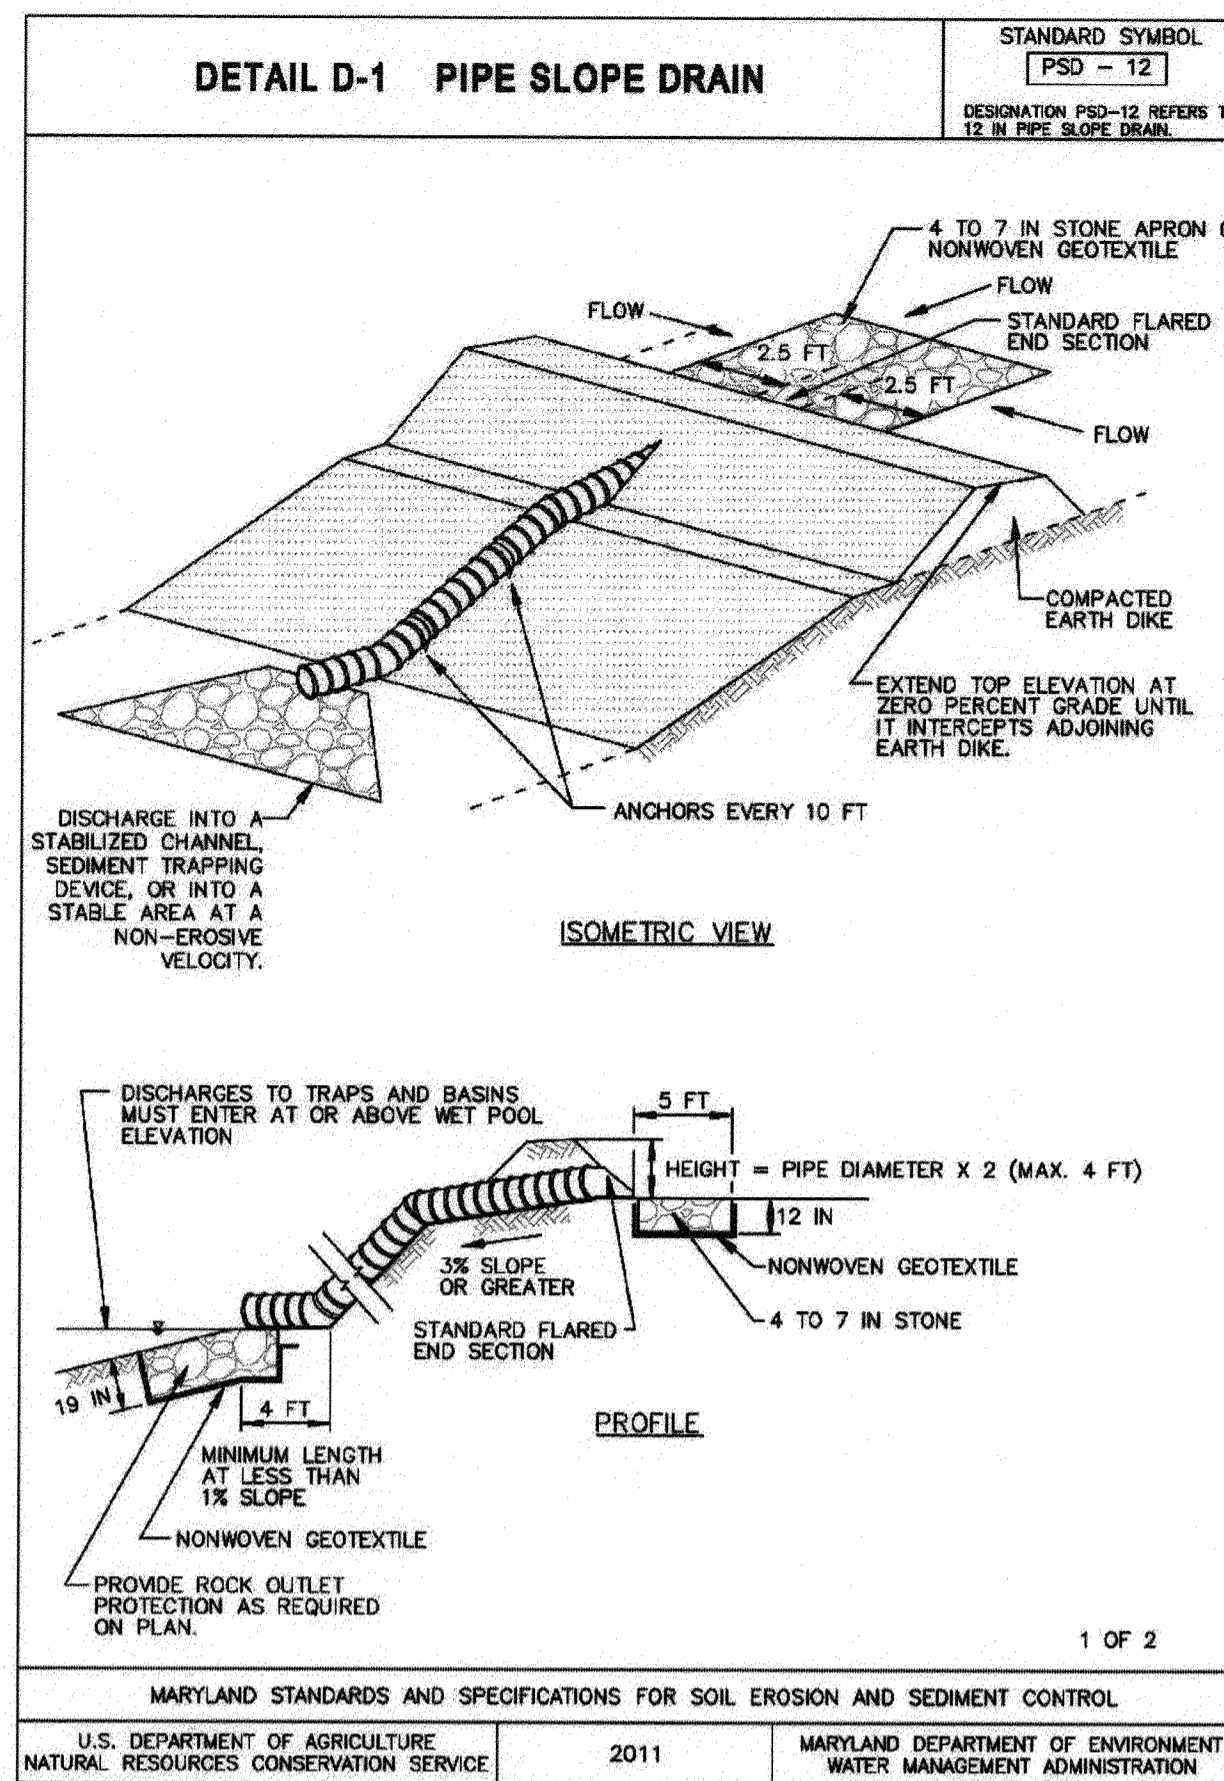 DETAIL D-1 PIPE SLOPE DRAIN
STANDARD SYMBOL
PSD - 12
DESIGNATION PSD-12 REFERS
12 IN PIPE SLOPE DRAIN.
4 TO 7 IN STONE APRON
NONWOVEN GEOTEXTILE
FLOW
FLOW
STANDARD FLARED
END SECTION
2.5 FT
2.5 FT
FLOW
COMPACTED
EARTH DIKE
EXTEND TOP ELEVATION AT
ZERO PERCENT GRADE UNTIL
IT INTERCEPTS ADJOINING
EARTH DIKE.
ANCHORS EVERY 10 FT
DISCHARGE INTO A
STABILIZED CHANNEL,
SEDIMENT TRAPPING
DEVICE, OR INTO A
STABLE AREA AT A
NON-EROSIVE
VELOCITY.
ISOMETRIC VIEW
DISCHARGES TO TRAPS AND BASINS
MUST ENTER AT OR ABOVE WET POOL
ELEVATION
5 FT
HEIGHT = PIPE DIAMETER X 2 (MAX. 4 FT)
12 IN
NONWOVEN GEOTEXTILE
3% SLOPE
OR GREATER
4 TO 7 IN STONE
STANDARD FLARED
END SECTION
19 IN
4 FT
PROFILE
MINIMUM LENGTH
AT LESS THAN
1% SLOPE
NONWOVEN GEOTEXTILE
PROVIDE ROCK OUTLET
PROTECTION AS REQUIRED
ON PLAN.
1 OF 2
MARYLAND STANDARDS AND SPECIFICATIONS FOR SOIL EROSION AND SEDIMENT CONTROL
U.S. DEPARTMENT OF AGRICULTURE
NATURAL RESOURCES CONSERVATION SERVICE
2011
MARYLAND DEPARTMENT OF ENVIRONMENT
WATER MANAGEMENT ADMINISTRATION